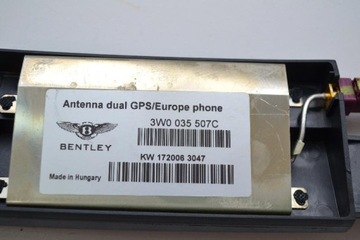 Antenna dual GPS/Europe phone
3W0 035 507C
B
BENTLEY
KW 172006 3047
Made in Hungary